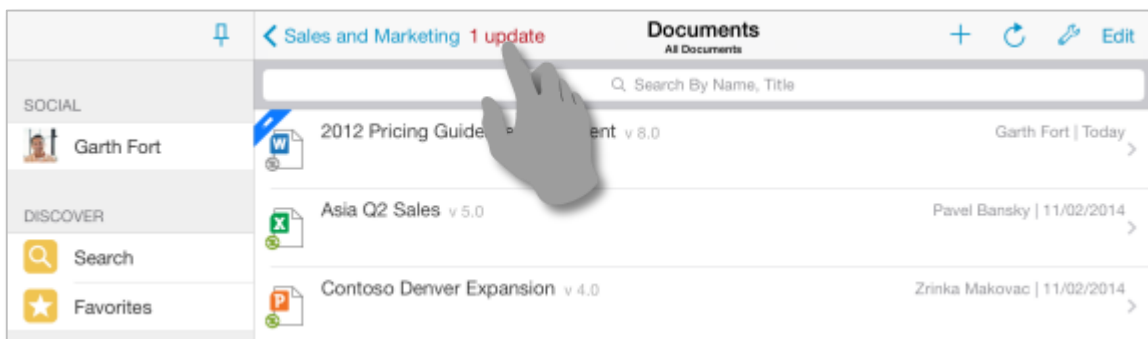 Sales and Marketing 1 update
Documents
All Documents
Edit
Search By Name, Title
SOCIAL
Garth Fort
DISCOVER
Search
Favorites
W
2012 Pricing Guide ent v 8.0
Garth Fort | Today
X
Asia Q2 Sales v 5.0
Pavel Bansky | 11/02/2014
P
Contoso Denver Expansion v 4.0
Zrinka Makovac | 11/02/2014